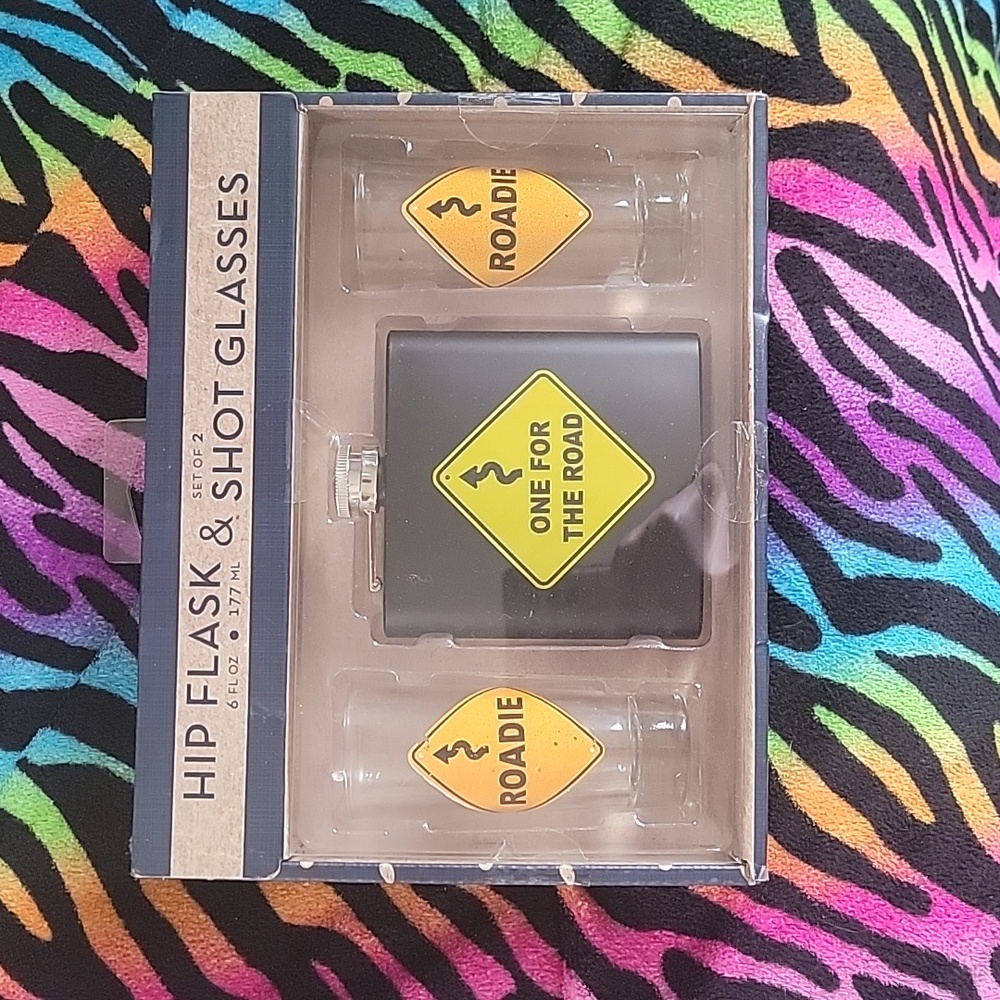 HIP FLASK & SHOT GLASSES
6 FL OZ • 177 ML
SET OF 2
ROADIE
ONE FOR
THE ROAD
ROADIE